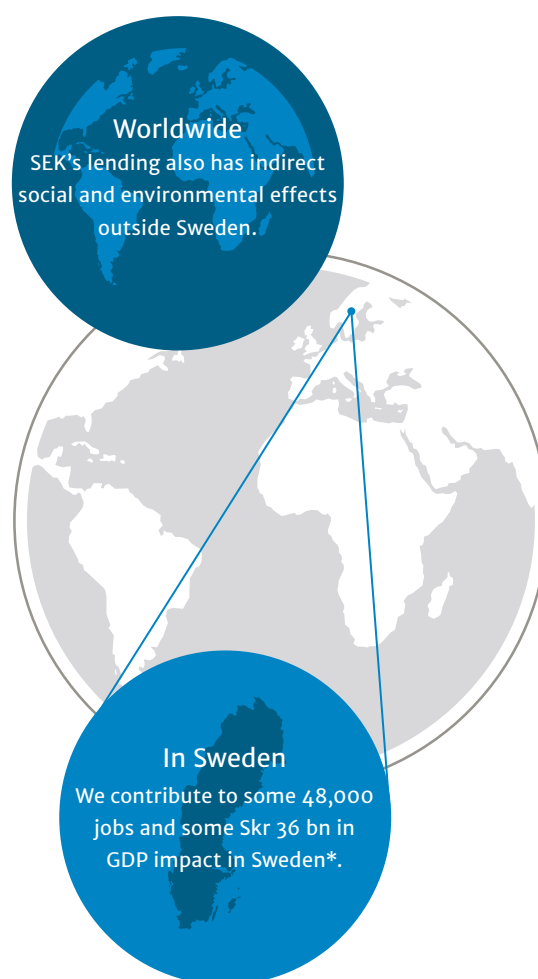 Worldwide
SEK’s lending also has indirect
social and environmental effects
outside Sweden.
In Sweden
We contribute to some 48,000
jobs and some Skr 36 bn in
GDP impact in Sweden*.